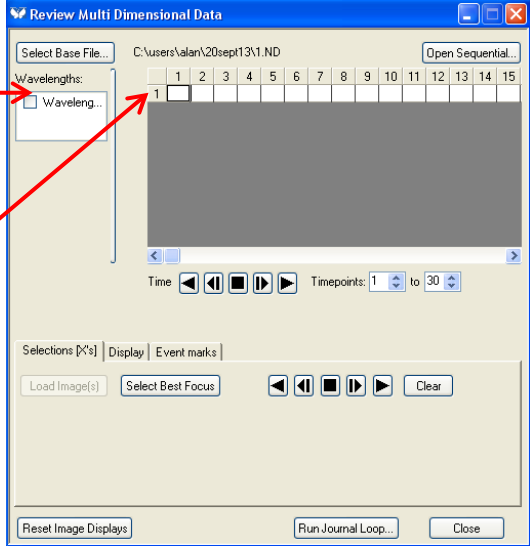 Review Multi Dimensional Data
Select Base File... C:\users\alan\20sept13\1.ND Open Sequential...
Wavelengths:
1 2 3 4 5 6 7 8 9 10 11 12 13 14 15
1
Waveleng...
Time Timepoints: 1 to 30
Selections [X's] Display Event marks
Load Image(s) Select Best Focus Clear
Reset Image Displays Run Journal Loop... Close